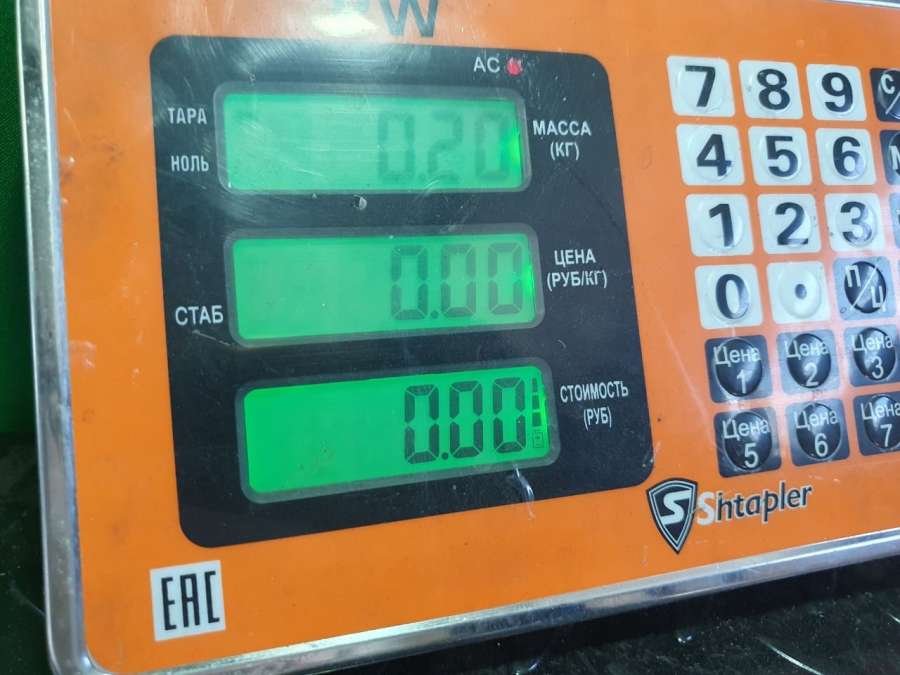 W
AC
ТАРА
НОЛЬ
0.20
МАССА
(КГ)
СТАБ
0.00
ЦЕНА
(РУБ/КГ)
0.00
СТОИМОСТЬ
(РУБ)
7 8 9
4 5 6
1 2 3
0 . П/Ц
Цена 1 Цена 2 Цена 3
Цена 5 Цена 6 Цена 7
S Shtapler
EAC